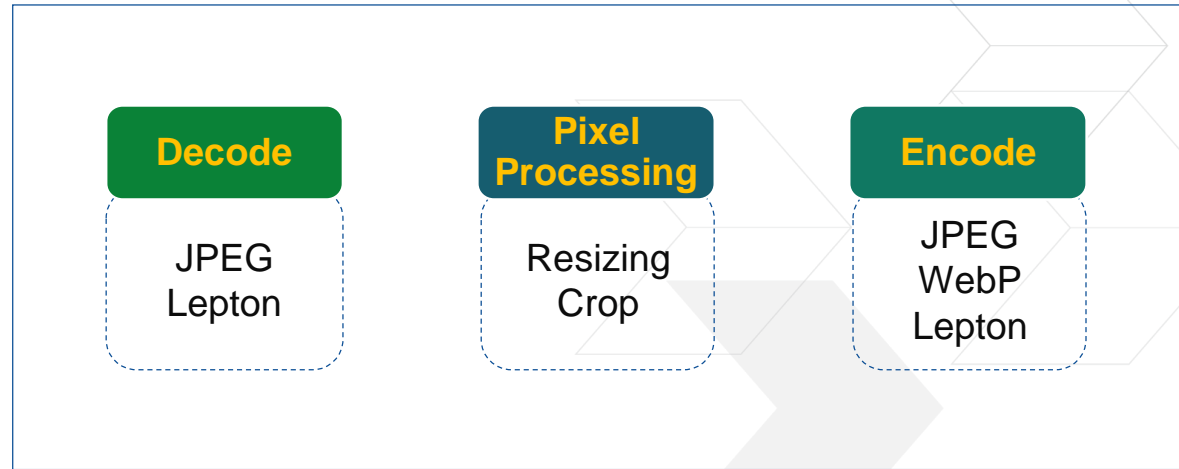 Decode
JPEG
Lepton
Pixel
Processing
Resizing
Crop
Encode
JPEG
WebP
Lepton